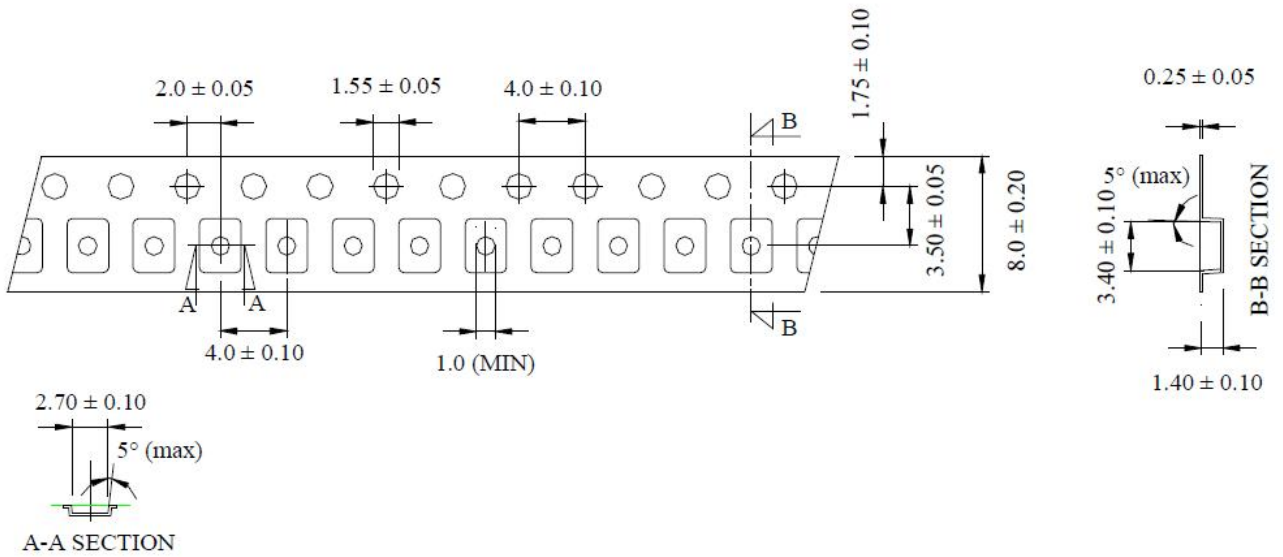 2.0 ± 0.05
1.55 ± 0.05
4.0 ± 0.10
1.75 ± 0.10
B
0.25 ± 0.05
5° (max)
3.40 ± 0.10
B-B SECTION
3.50 ± 0.05
8.0 ± 0.20
A
A
B
4.0 ± 0.10
1.0 (MIN)
1.40 ± 0.10
2.70 ± 0.10
5° (max)
A-A SECTION